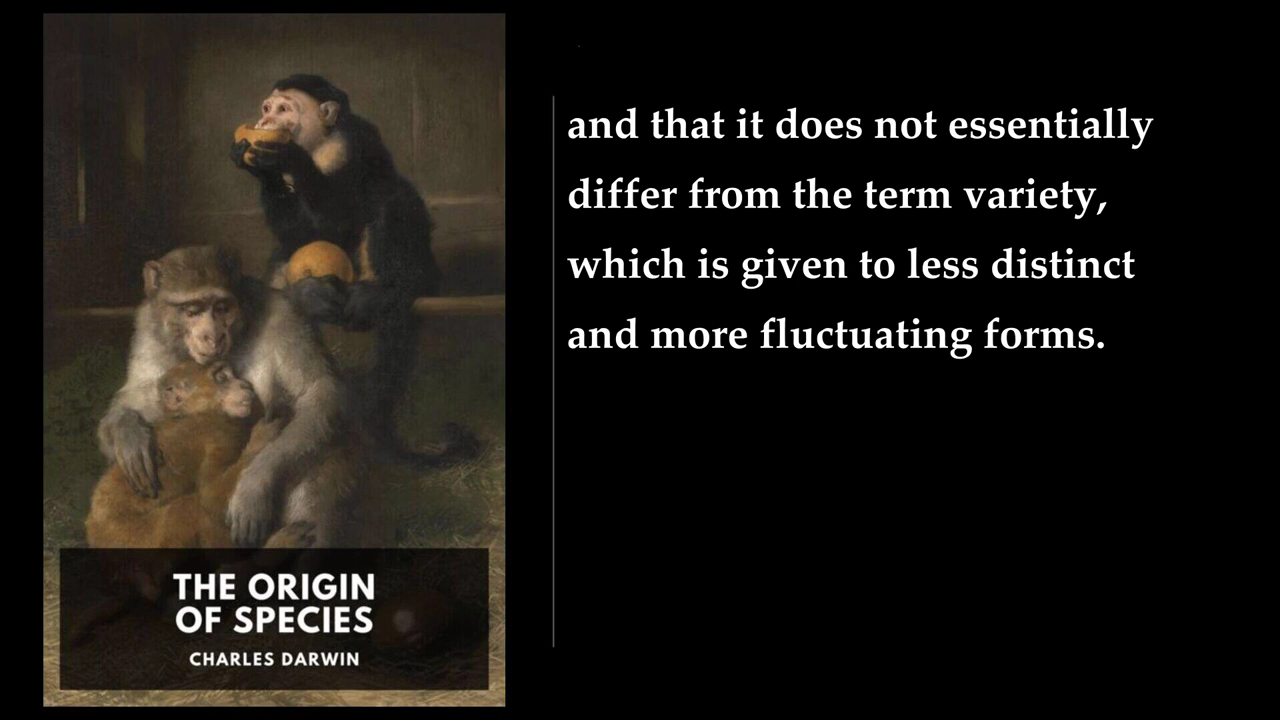 THE ORIGIN
OF SPECIES
CHARLES DARWIN
and that it does not essentially
differ from the term variety,
which is given to less distinct
and more fluctuating forms.